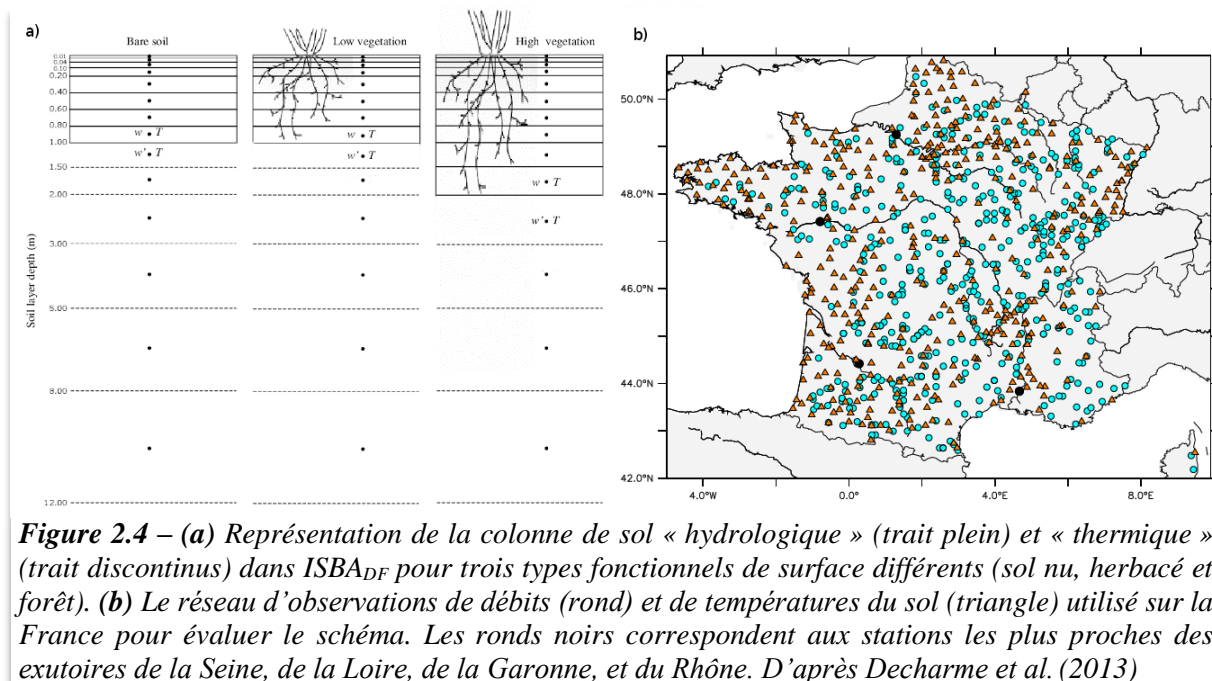 a)
Bare soil
Low vegetation
High vegetation
b)
0.01
0.04
0.10
0.20
0.40
0.60
0.80
1.00
1.50
2.00
3.00
5.00
8.00
12.00
Soil layer depth (m)
w • T
w' • T
w • T
w' • T
w • T
w' • T
50.0°N
48.0°N
46.0°N
44.0°N
42.0°N
4.0°W
0.0°
4.0°E
8.0°E
Figure 2.4 – (a) Représentation de la colonne de sol « hydrologique » (trait plein) et « thermique »
(trait discontinus) dans ISBADF pour trois types fonctionnels de surface différents (sol nu, herbacé et
forêt). (b) Le réseau d'observations de débits (rond) et de températures du sol (triangle) utilisé sur la
France pour évaluer le schéma. Les ronds noirs correspondent aux stations les plus proches des
exutoires de la Seine, de la Loire, de la Garonne, et du Rhône. D'après Decharme et al. (2013)